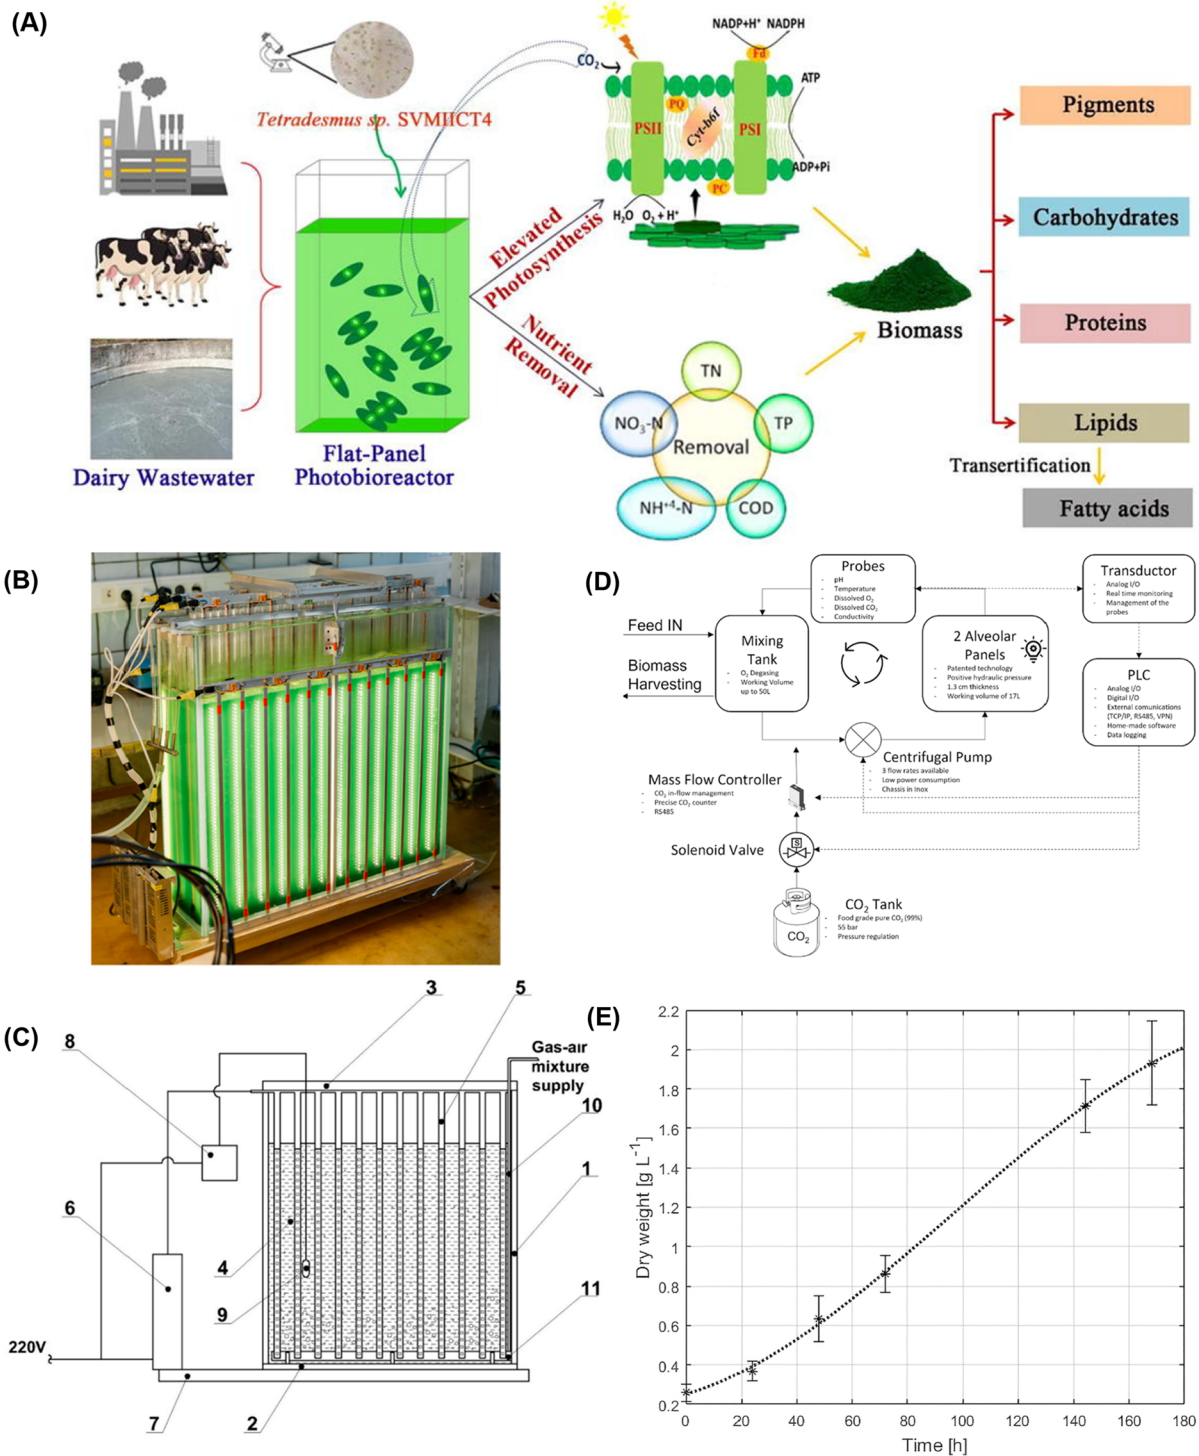 (A)
Tetradesmus sp. SVMIICT4
Dairy Wastewater
Flat-Panel
Photobioreactor
CO2
Elevated
Photosynthesis
Nutrient
Removal
NADP+H+ NADPH
Fd
ATP
PQ
PSII
Cyt-b6f
PSI
ADP+Pi
PC
H2O O2 + H+
TN
NO3-N
TP
Removal
NH+4-N
COD
Biomass
Pigments
Carbohydrates
Proteins
Lipids
Transertification
Fatty acids
(B)
(D)
Probes
- pH
- Temperature
- Dissolved O2
- Dissolved CO2
- Conductivity
Transductor
- Analog I/O
- Real time monitoring
- Management of the
probes
Feed IN
Biomass
Harvesting
Mixing
Tank
- O2 Degasing
- Working Volume
up to 50L
2 Alveolar
Panels
- Patented technology
- Positive hydraulic pressure
- 1.3 cm thickness
- Working volume of 17L
PLC
- Analog I/O
- Digital I/O
- External comunications
(TCP/IP, RS485, VPN)
- Home-made software
- Data logging
Centrifugal Pump
- 3 flow rates available
- Low power consumption
- Chassis in Inox
Mass Flow Controller
- CO2 in-flow management
- Precise CO2 counter
- RS485
Solenoid Valve
S
CO2 Tank
- Food grade pure CO2 (99%)
- 55 bar
- Pressure regulation
CO2
(C)
3
5
8
Gas-air
mixture
supply
10
1
6
4
9
11
220V
7
2
(E)
2.2
2
1.8
1.6
1.4
1.2
1
0.8
0.6
0.4
0.2
Dry weight [g L-1]
0 20 40 60 80 100 120 140 160 180
Time [h]